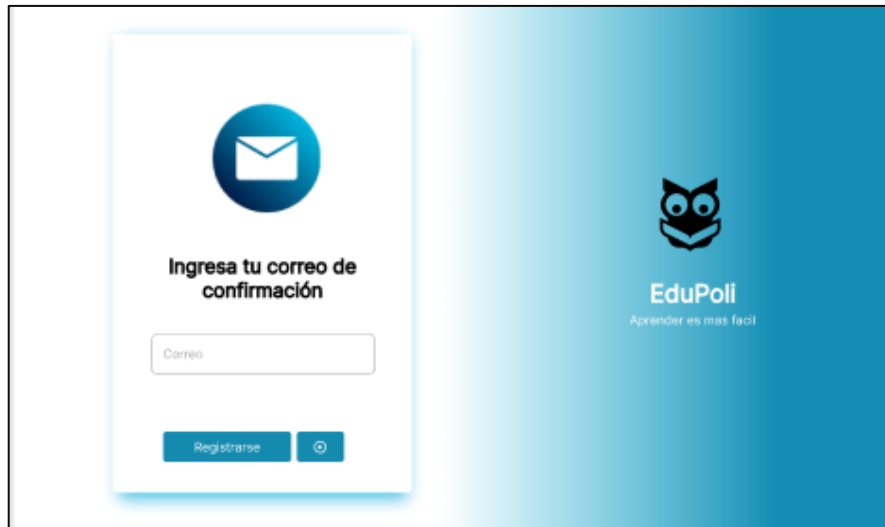 Ingresa tu correo de
confirmación
Correo
Registrarse
EduPoli
Aprender es mas facil